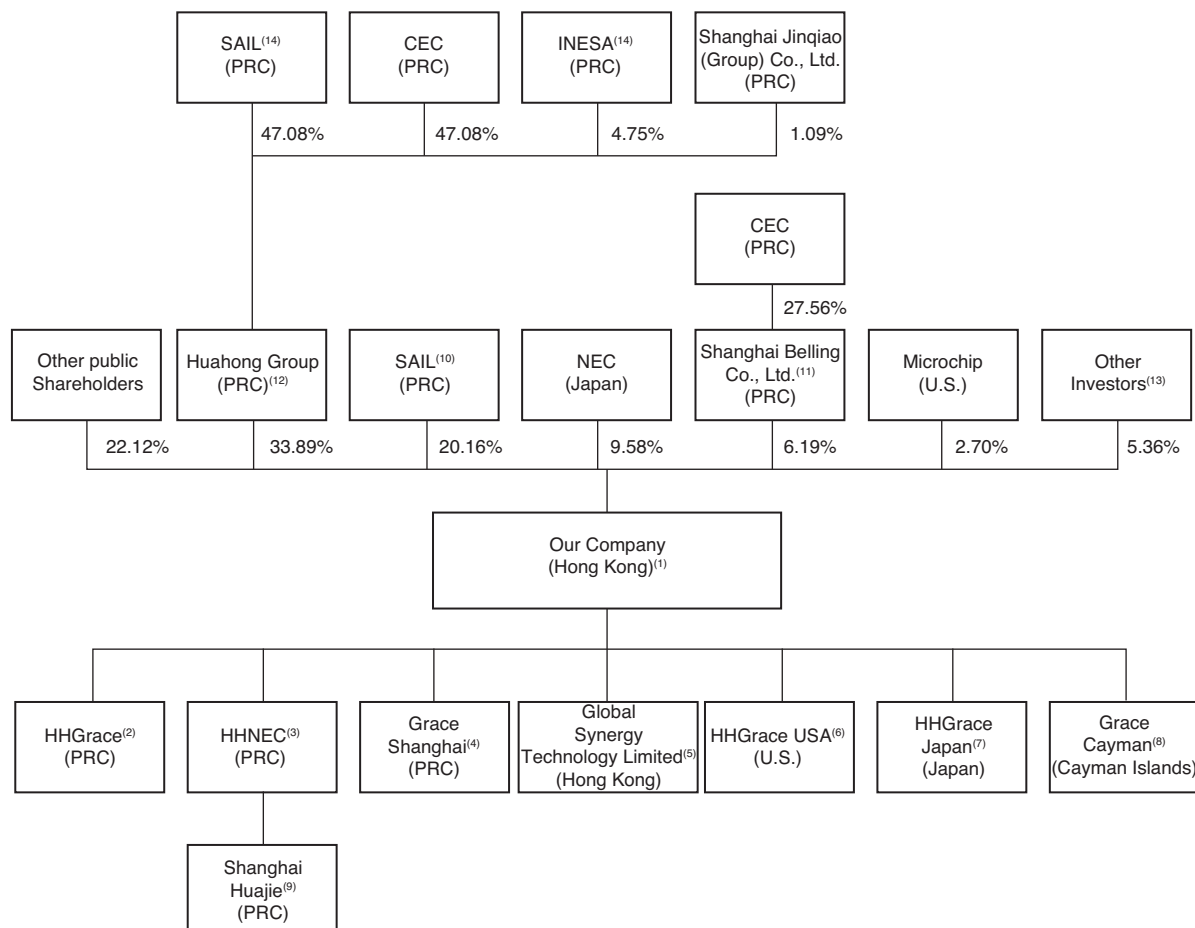 SAIL(14)
(PRC)
CEC
(PRC)
INESA(14)
(PRC)
Shanghai Jinqiao
(Group) Co., Ltd.
(PRC)
47.08%
47.08%
4.75%
1.09%
CEC
(PRC)
27.56%
Other public
Shareholders
Huahong Group
(PRC)(12)
SAIL(10)
(PRC)
NEC
(Japan)
Shanghai Belling
Co., Ltd.(11)
(PRC)
Microchip
(U.S.)
Other
Investors(13)
22.12%
33.89%
20.16%
9.58%
6.19%
2.70%
5.36%
Our Company
(Hong Kong)(1)
HHGrace(2)
(PRC)
HHNEC(3)
(PRC)
Grace
Shanghai(4)
(PRC)
Global
Synergy
Technology Limited(5)
(Hong Kong)
HHGrace USA(6)
(U.S.)
HHGrace
Japan(7)
(Japan)
Grace
Cayman(8)
(Cayman Islands)
Shanghai
Huajie(9)
(PRC)